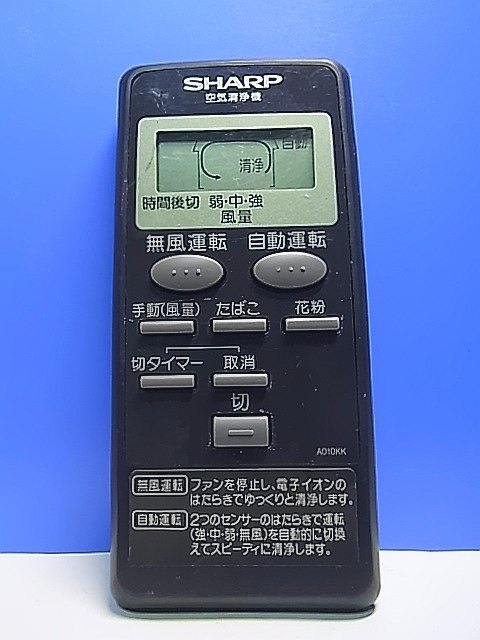 SHARP
空気清浄機
自動
清浄
時間後切 弱・中・強
風量
無風運転 自動運転
手動(風量) たばこ 花粉
切タイマー 取消
切
A010KK
無風運転 ファンを停止し、電子イオンの
はたらきでゆっくりと清浄します。
自動運転 2つのセンサーのはたらきで運転
(強・中・弱・無風)を自動的に切換
えてスピーディに清浄します。